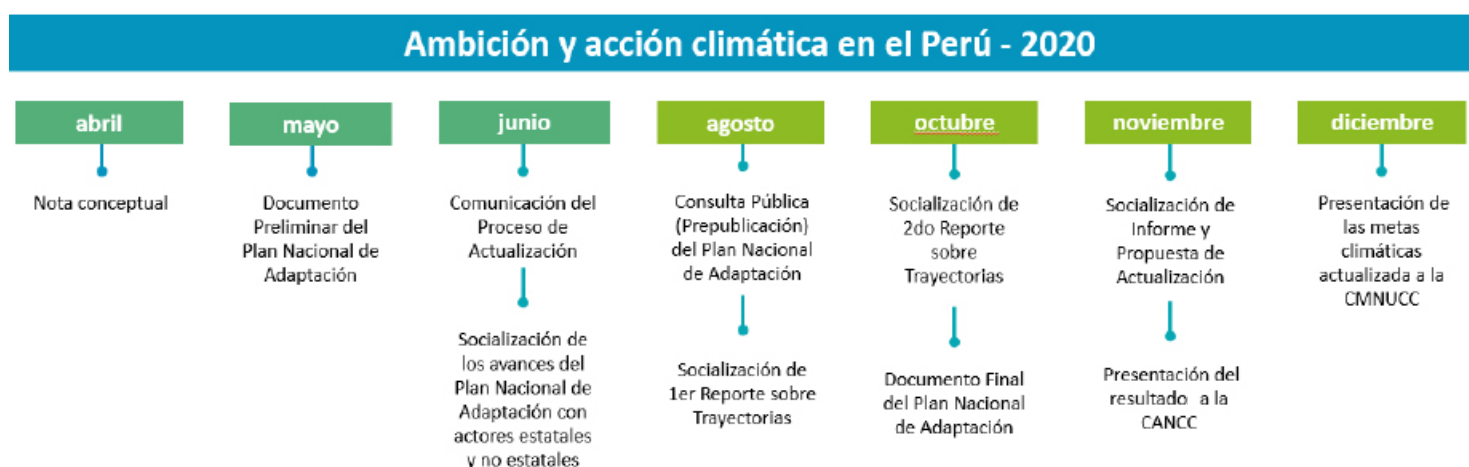 Ambición y acción climática en el Perú - 2020
abril
Nota conceptual
mayo
Documento
Preliminar del
Plan Nacional de
Adaptación
junio
Comunicación del
Proceso de
Actualización
Socialización de
los avances del
Plan Nacional de
Adaptación con
actores estatales
y no estatales
agosto
Consulta Pública
(Prepublicación)
del Plan Nacional
de Adaptación
Socialización de
1er Reporte sobre
Trayectorias
octubre
Socialización de
2do Reporte
sobre
Trayectorias
Documento Final
del Plan Nacional
de Adaptación
noviembre
Socialización de
Informe y
Propuesta de
Actualización
Presentación del
resultado a la
CANCC
diciembre
Presentación de
las metas
climáticas
actualizada a la
CMNUCC